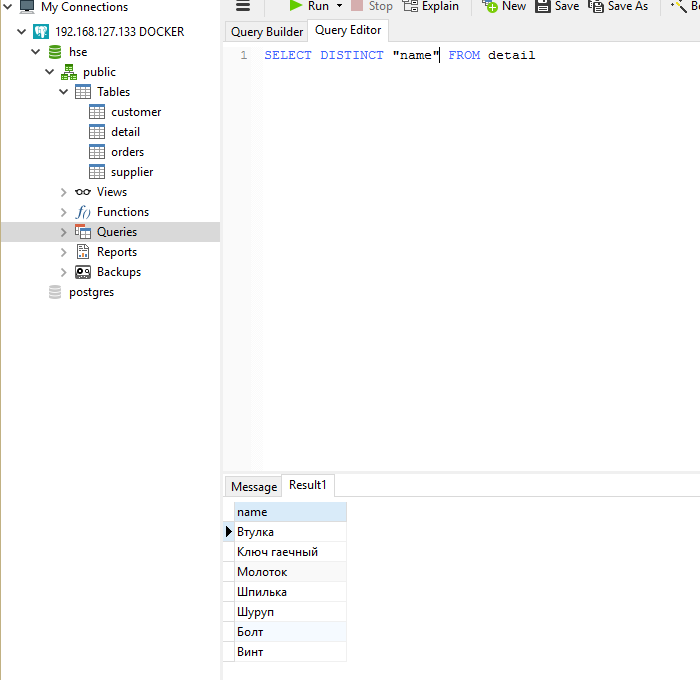 My Connections
192.168.127.133 DOCKER
hse
public
Tables
customer
detail
orders
supplier
Views
f() Functions
Queries
Reports
Backups
postgres
Run Stop Explain New Save Save As
Query Builder Query Editor
1 SELECT DISTINCT "name" FROM detail
Message Result1
name
Втулка
Ключ гаечный
Молоток
Шпилька
Шуруп
Болт
Винт